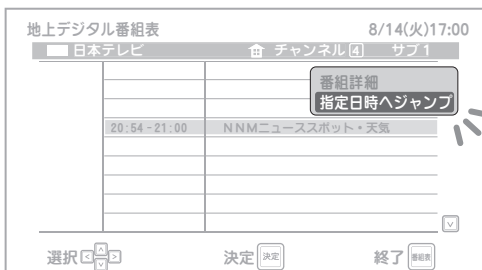 地上デジタル番組表 8/14(火)17:00
日本テレビ チャンネル4 サブ1
番組詳細
指定日時へジャンプ
20:54-21:00 NNMニューススポット・天気
選択 決定 決定 終了 番組表